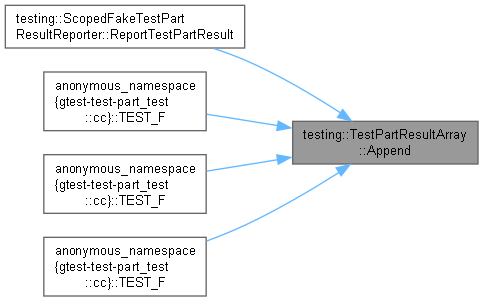 testing::ScopedFakeTestPart
ResultReporter::ReportTestPartResult
anonymous_namespace
{gtest-test-part_test
::cc}::TEST_F
testing::TestPartResultArray
::Append
anonymous_namespace
{gtest-test-part_test
::cc}::TEST_F
anonymous_namespace
{gtest-test-part_test
::cc}::TEST_F